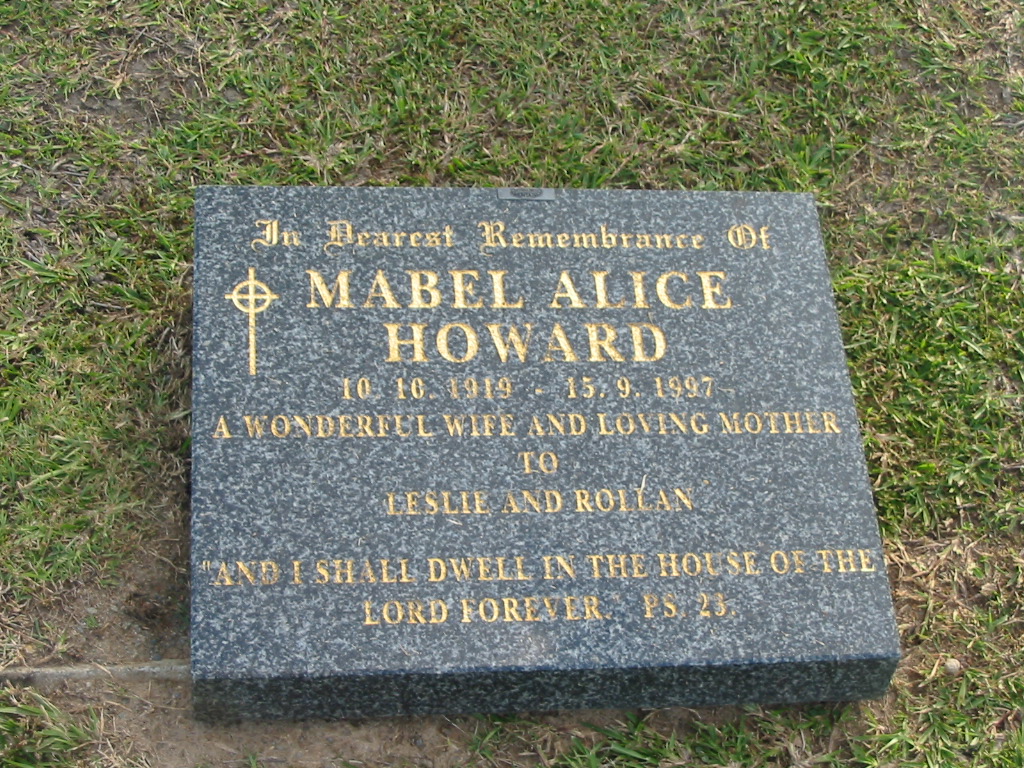 In Dearest Remembrance Of
MABEL ALICE
HOWARD
10. 10. 1919 - 15. 9. 1997
A WONDERFUL WIFE AND LOVING MOTHER
TO
LESLIE AND ROLLAN
"AND I SHALL DWELL IN THE HOUSE OF THE
LORD FOREVER." PS. 23.